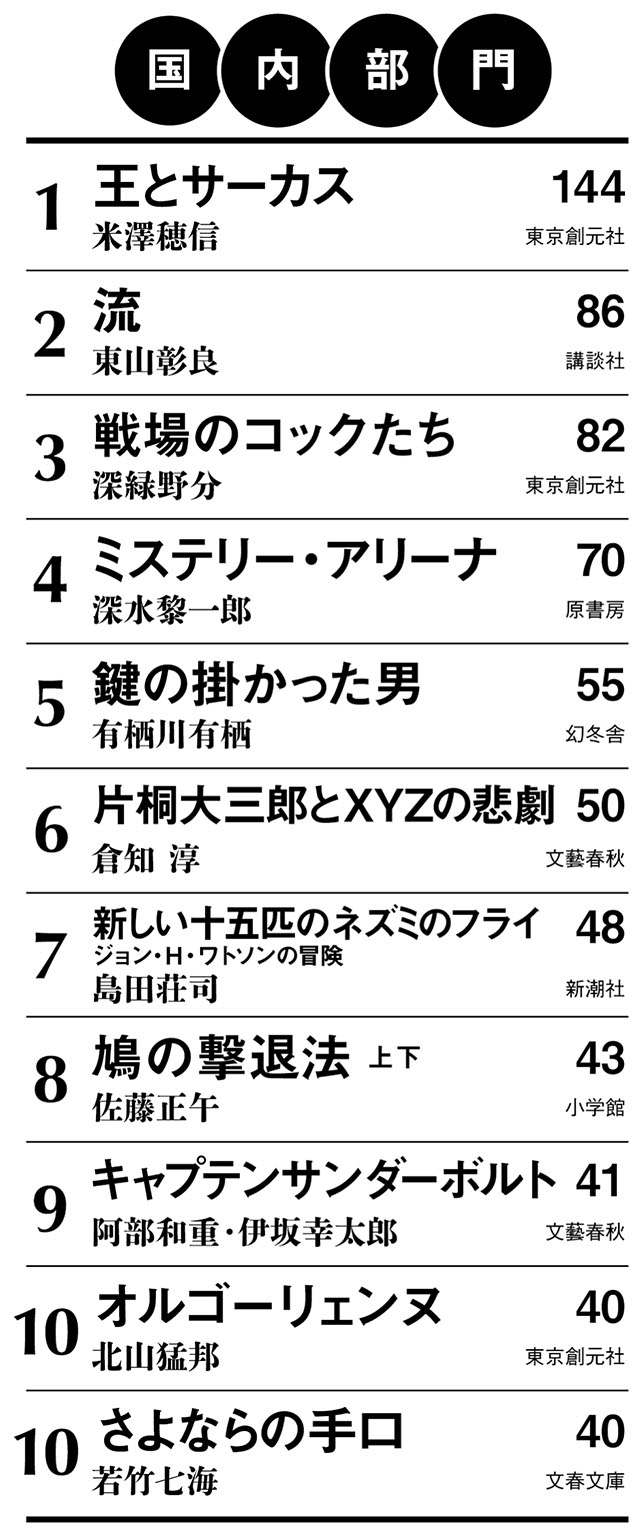 国内部門
1
王とサーカス 144
米澤穂信 東京創元社
2
流 86
東山彰良 講談社
3
戦場のコックたち 82
深緑野分 東京創元社
4
ミステリー・アリーナ 70
深水黎一郎 原書房
5
鍵の掛かった男 55
有栖川有栖 幻冬舎
6
片桐大三郎とXYZの悲劇 50
倉知 淳 文藝春秋
7
新しい十五匹のネズミのフライ 48
ジョン・H・ワトソンの冒険
島田荘司 新潮社
8
鳩の撃退法 上下 43
佐藤正午 小学館
9
キャプテンサンダーボルト 41
阿部和重・伊坂幸太郎 文藝春秋
10
オルゴーリェンヌ 40
北山猛邦 東京創元社
10
さよならの手口 40
若竹七海 文春文庫